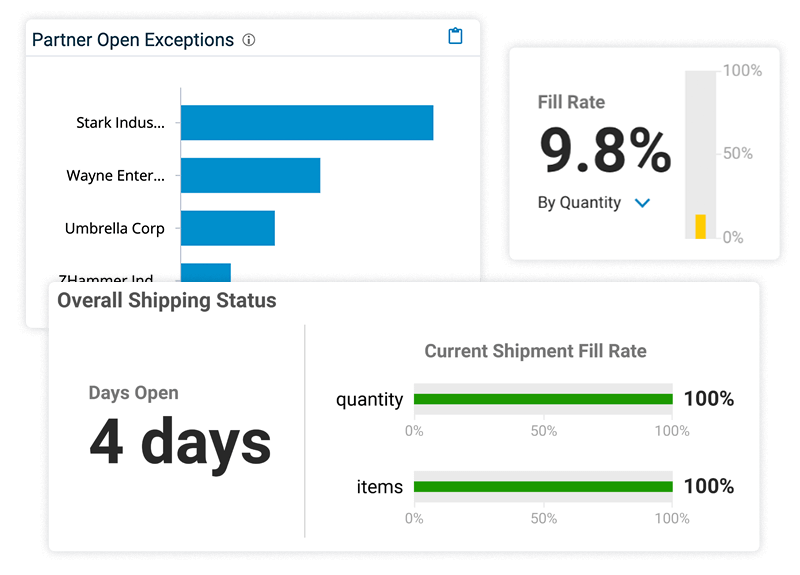 Partner Open Exceptions
Stark Indus...
Wayne Enter...
Umbrella Corp
ZHammer Ind
Fill Rate
9.8%
By Quantity
100%
50%
0%
Overall Shipping Status
Days Open
4 days
Current Shipment Fill Rate
quantity 100%
0% 50% 100%
items 100%
0% 50% 100%